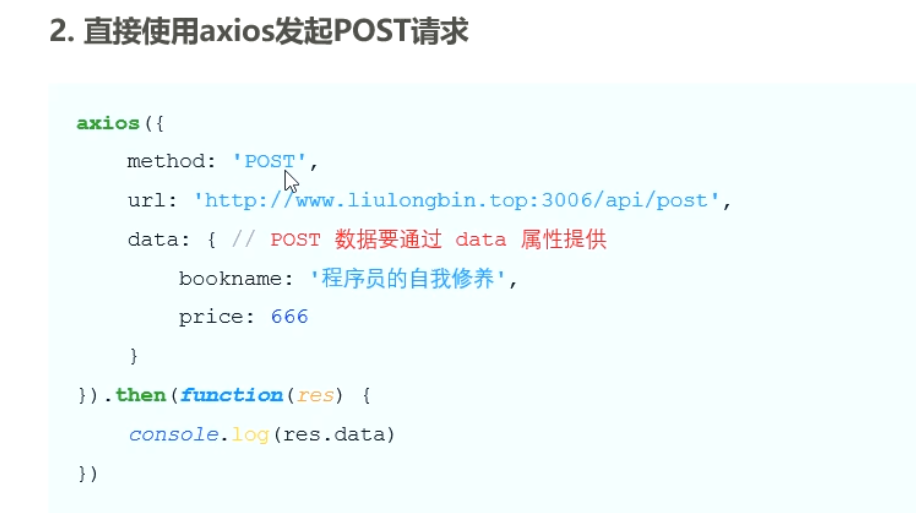 2. 直接使用axios发起POST请求
axios({
    method: 'POST',
    url: 'http://www.liulongbin.top:3006/api/post',
    data: { // POST 数据要通过 data 属性提供
        bookname: '程序员的自我修养',
        price: 666
    }
}).then(function(res) {
    console.log(res.data)
})